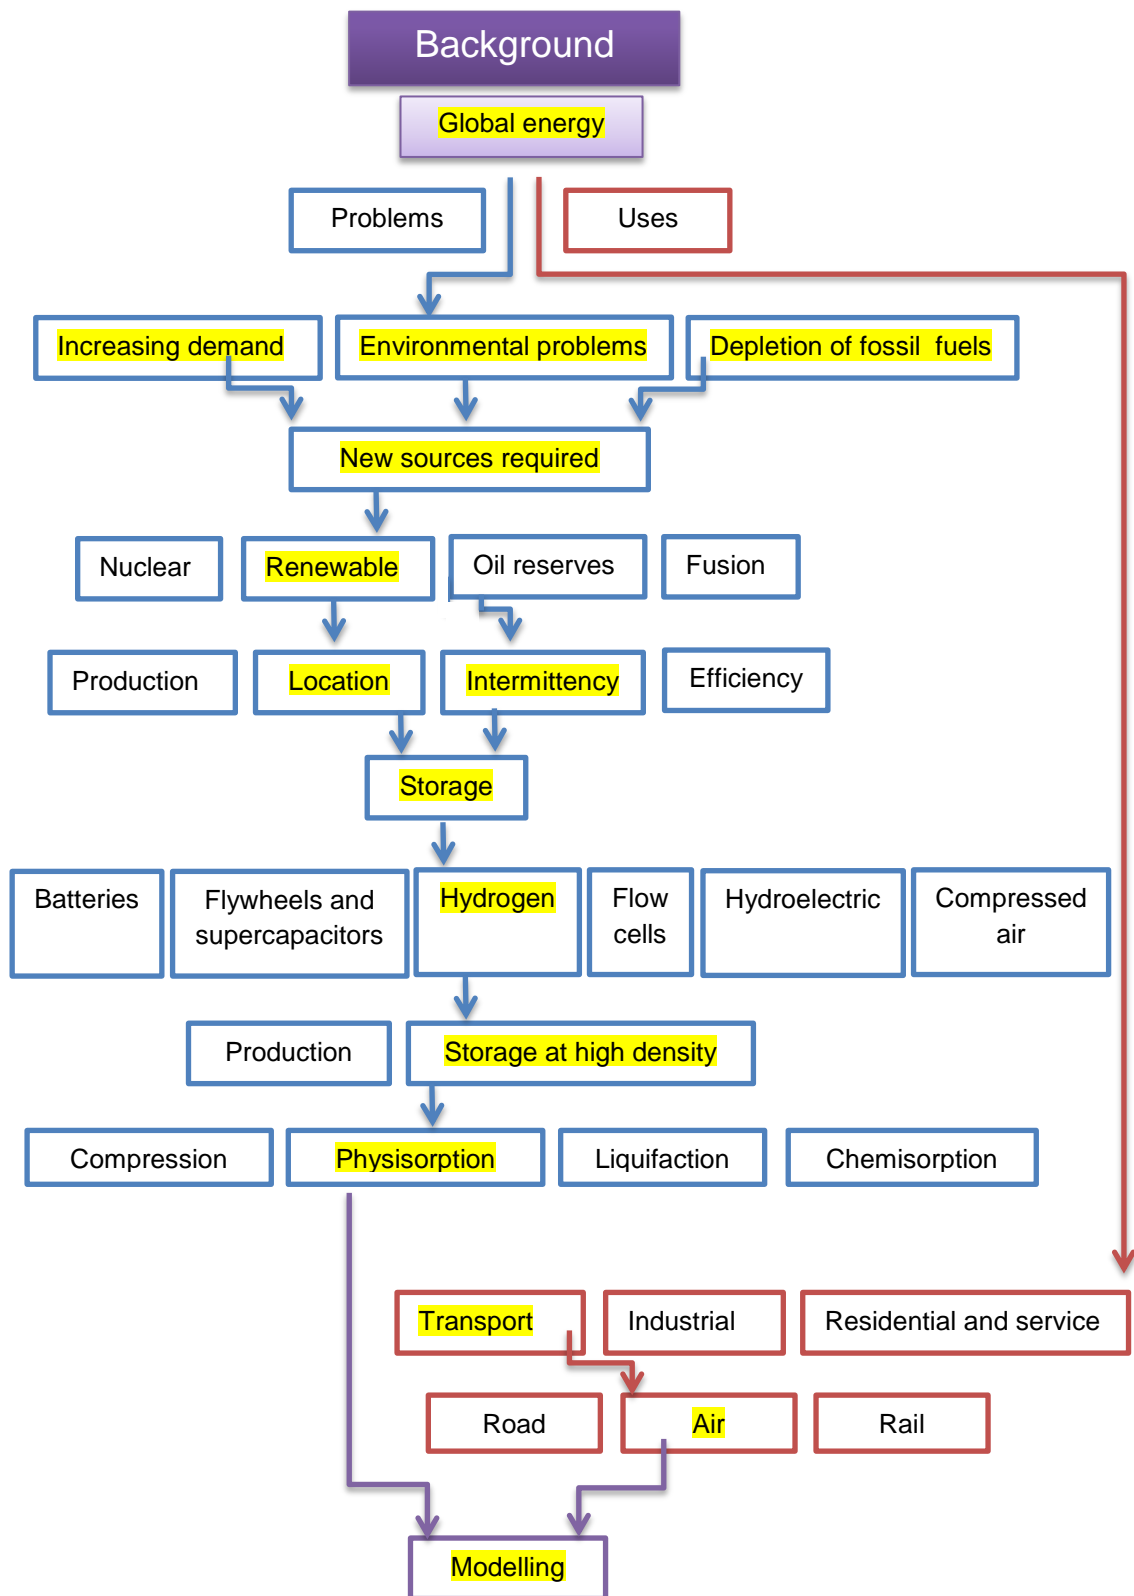 Background
Global energy
Problems
Uses
Increasing demand
Environmental problems
Depletion of fossil fuels
New sources required
Nuclear
Renewable
Oil reserves
Fusion
Production
Location
Intermittency
Efficiency
Storage
Batteries
Flywheels and
supercapacitors
Hydrogen
Flow
cells
Hydroelectric
Compressed
air
Production
Storage at high density
Compression
Physisorption
Liquifaction
Chemisorption
Transport
Industrial
Residential and service
Road
Air
Rail
Modelling